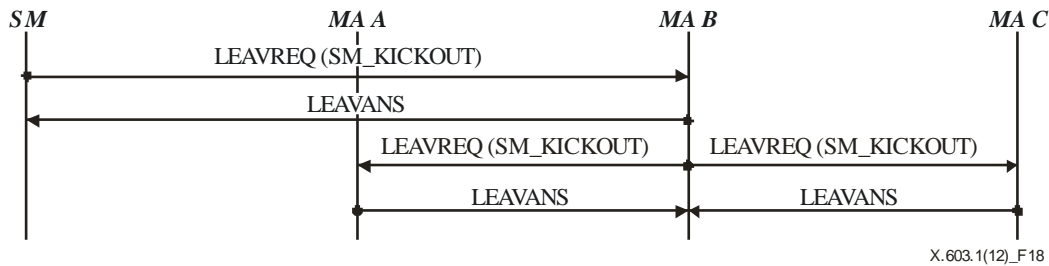 SM MA A MA B MA C
LEAVREQ (SM_KICKOUT)
LEAVANS
LEAVREQ (SM_KICKOUT) LEAVREQ (SM_KICKOUT)
LEAVANS LEAVANS
X.603.1(12)_F18